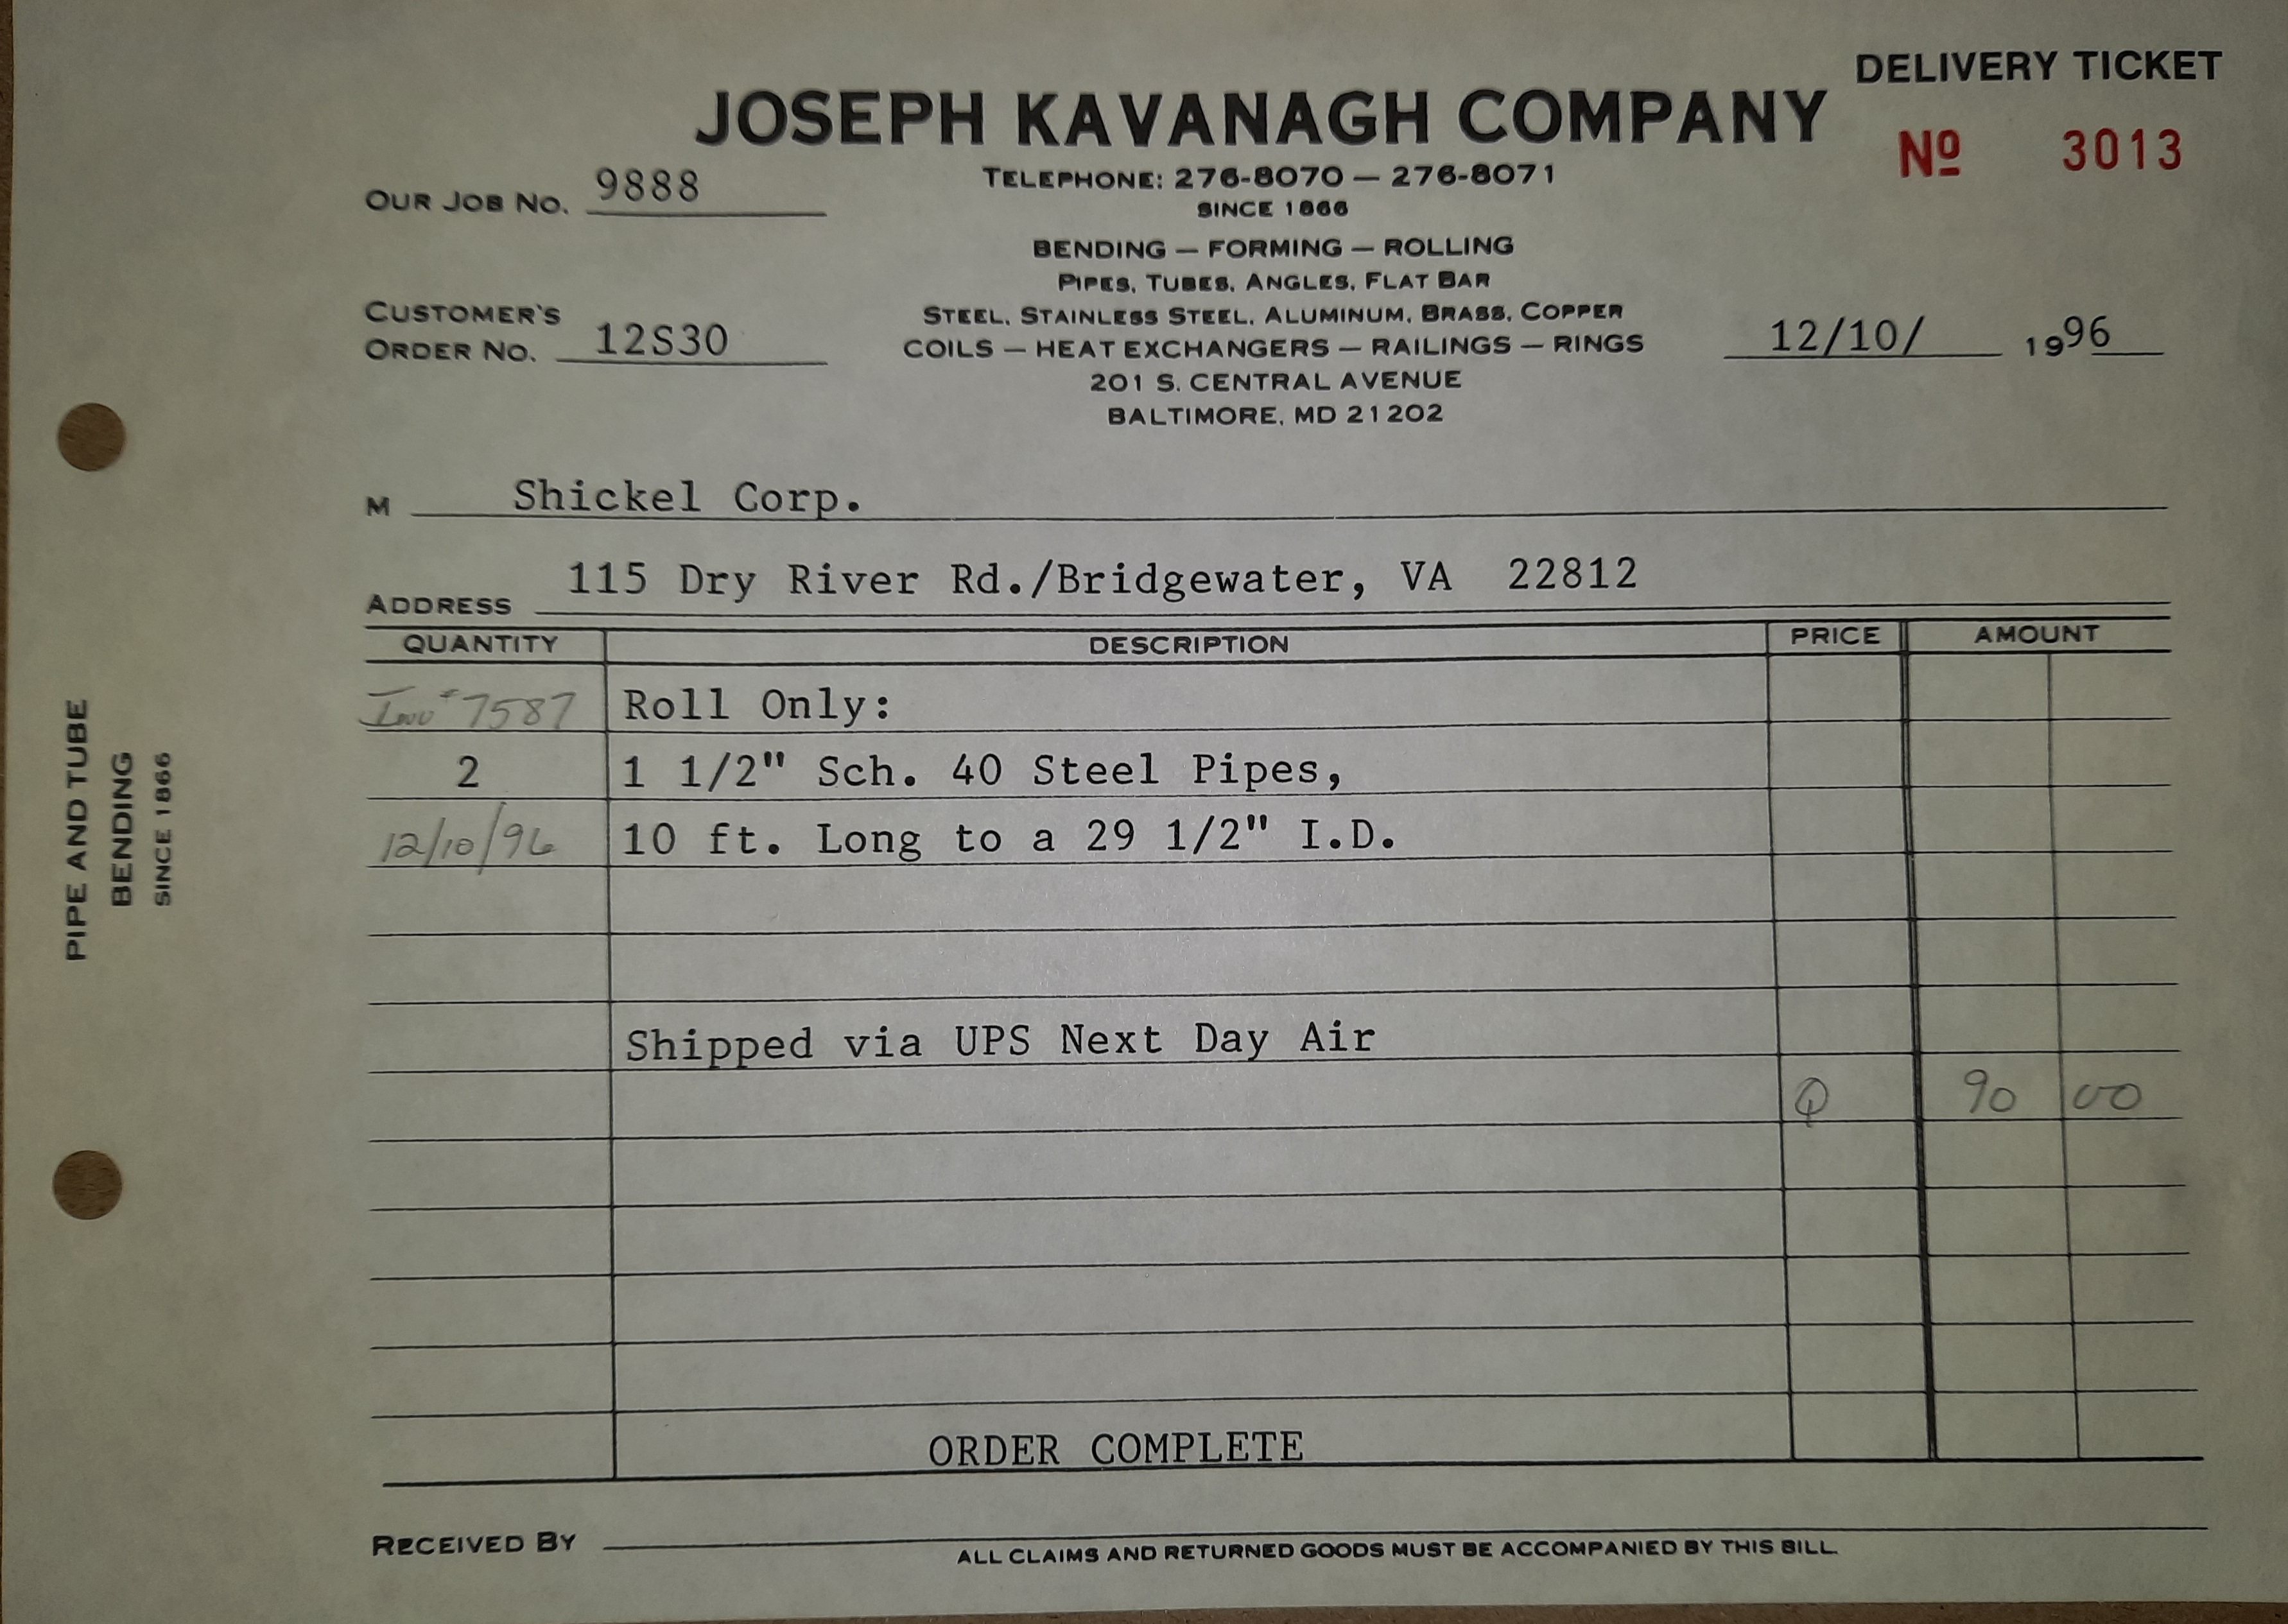 DELIVERY TICKET
JOSEPH KAVANAGH COMPANY
Nº 3013
TELEPHONE: 276-8070 — 276-8071
SINCE 1866
OUR JOB NO. 9888
BENDING — FORMING — ROLLING
PIPES, TUBES, ANGLES, FLAT BAR
STEEL, STAINLESS STEEL, ALUMINUM, BRASS, COPPER
COILS — HEAT EXCHANGERS — RAILINGS — RINGS
201 S. CENTRAL AVENUE
BALTIMORE, MD 21202
CUSTOMER'S
ORDER NO. 12S30
12/10/ 1996
M Shickel Corp.
ADDRESS 115 Dry River Rd./Bridgewater, VA 22812
QUANTITY DESCRIPTION PRICE AMOUNT
Inv # 7587 Roll Only:
2 1 1/2" Sch. 40 Steel Pipes,
12/10/96 10 ft. Long to a 29 1/2" I.D.
Shipped via UPS Next Day Air
Q 90 00
ORDER COMPLETE
RECEIVED BY
ALL CLAIMS AND RETURNED GOODS MUST BE ACCOMPANIED BY THIS BILL.
PIPE AND TUBE
BENDING
SINCE 1866